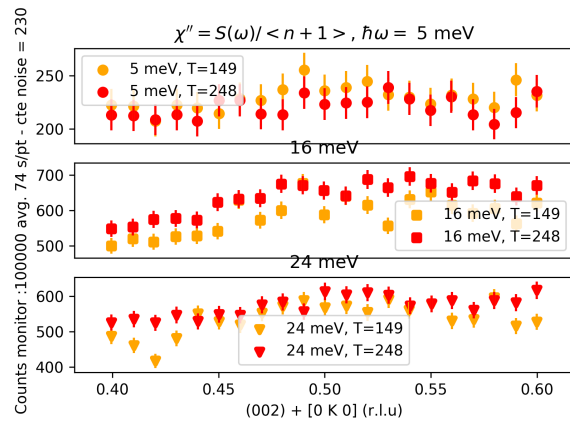 χ′′ = S(ω)/ < n + 1 > , ℏω = 5 meV
Counts monitor :100000 avg. 74 s/pt - cte noise = 230
250
200
5 meV, T=149
5 meV, T=248
16 meV
700
600
500
16 meV, T=149
16 meV, T=248
24 meV
600
500
400
24 meV, T=149
24 meV, T=248
0.40 0.45 0.50 0.55 0.60
(002) + [0 K 0] (r.l.u)